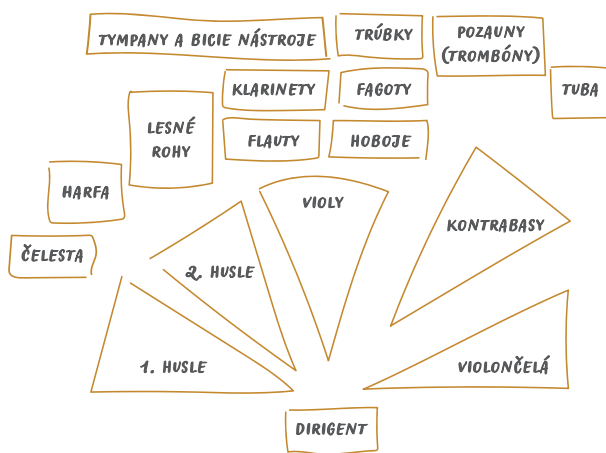 TYMPANY A BICIE NÁSTROJE
TRÚBKY
POZAUNY
(TROMBÓNY)
TUBA
KLARINETY
FAGOTY
LESNÉ
ROHY
FLAUTY
HOBOJE
HARFA
VIOLY
KONTRABASY
ČELESTA
2. HUSLE
1. HUSLE
VIOLONČELÁ
DIRIGENT